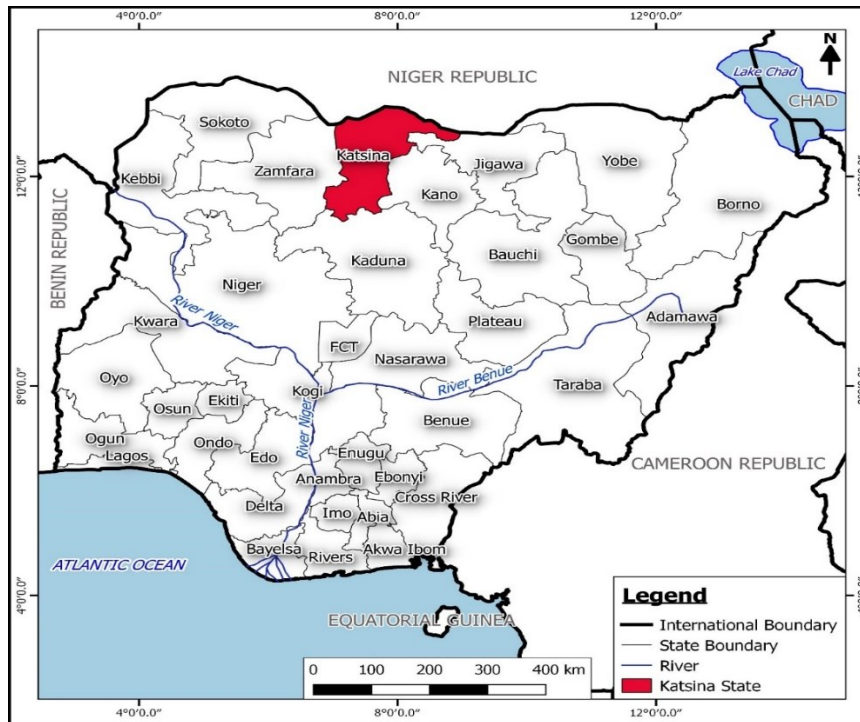 4°0'0.0"
8°0'0.0"
12°0'0.0"
N
NIGER REPUBLIC
Lake Chad
CHAD
Sokoto
Katsina
Jigawa
Yobe
Zamfara
Kebbi
Kano
Borno
Gombe
Bauchi
Kaduna
Niger
BENIN REPUBLIC
River Niger
Kwara
Plateau
Adamawa
FCT
Nasarawa
River Benue
Taraba
Oyo
Kogi
Ekiti
Osun
Benue
River Niger
Ogun
Lagos
Ondo
Edo
Enugu
Anambra
Ebonyi
Cross River
CAMEROON REPUBLIC
Delta
Imo
Abia
Bayelsa
Rivers
Akwa Ibom
ATLANTIC OCEAN
EQUATORIAL GUINEA
12°0'0.0"
8°0'0.0"
4°0'0.0"
Legend
International Boundary
State Boundary
River
Katsina State
0 100 200 300 400 km
4°0'0.0"
8°0'0.0"
12°0'0.0"